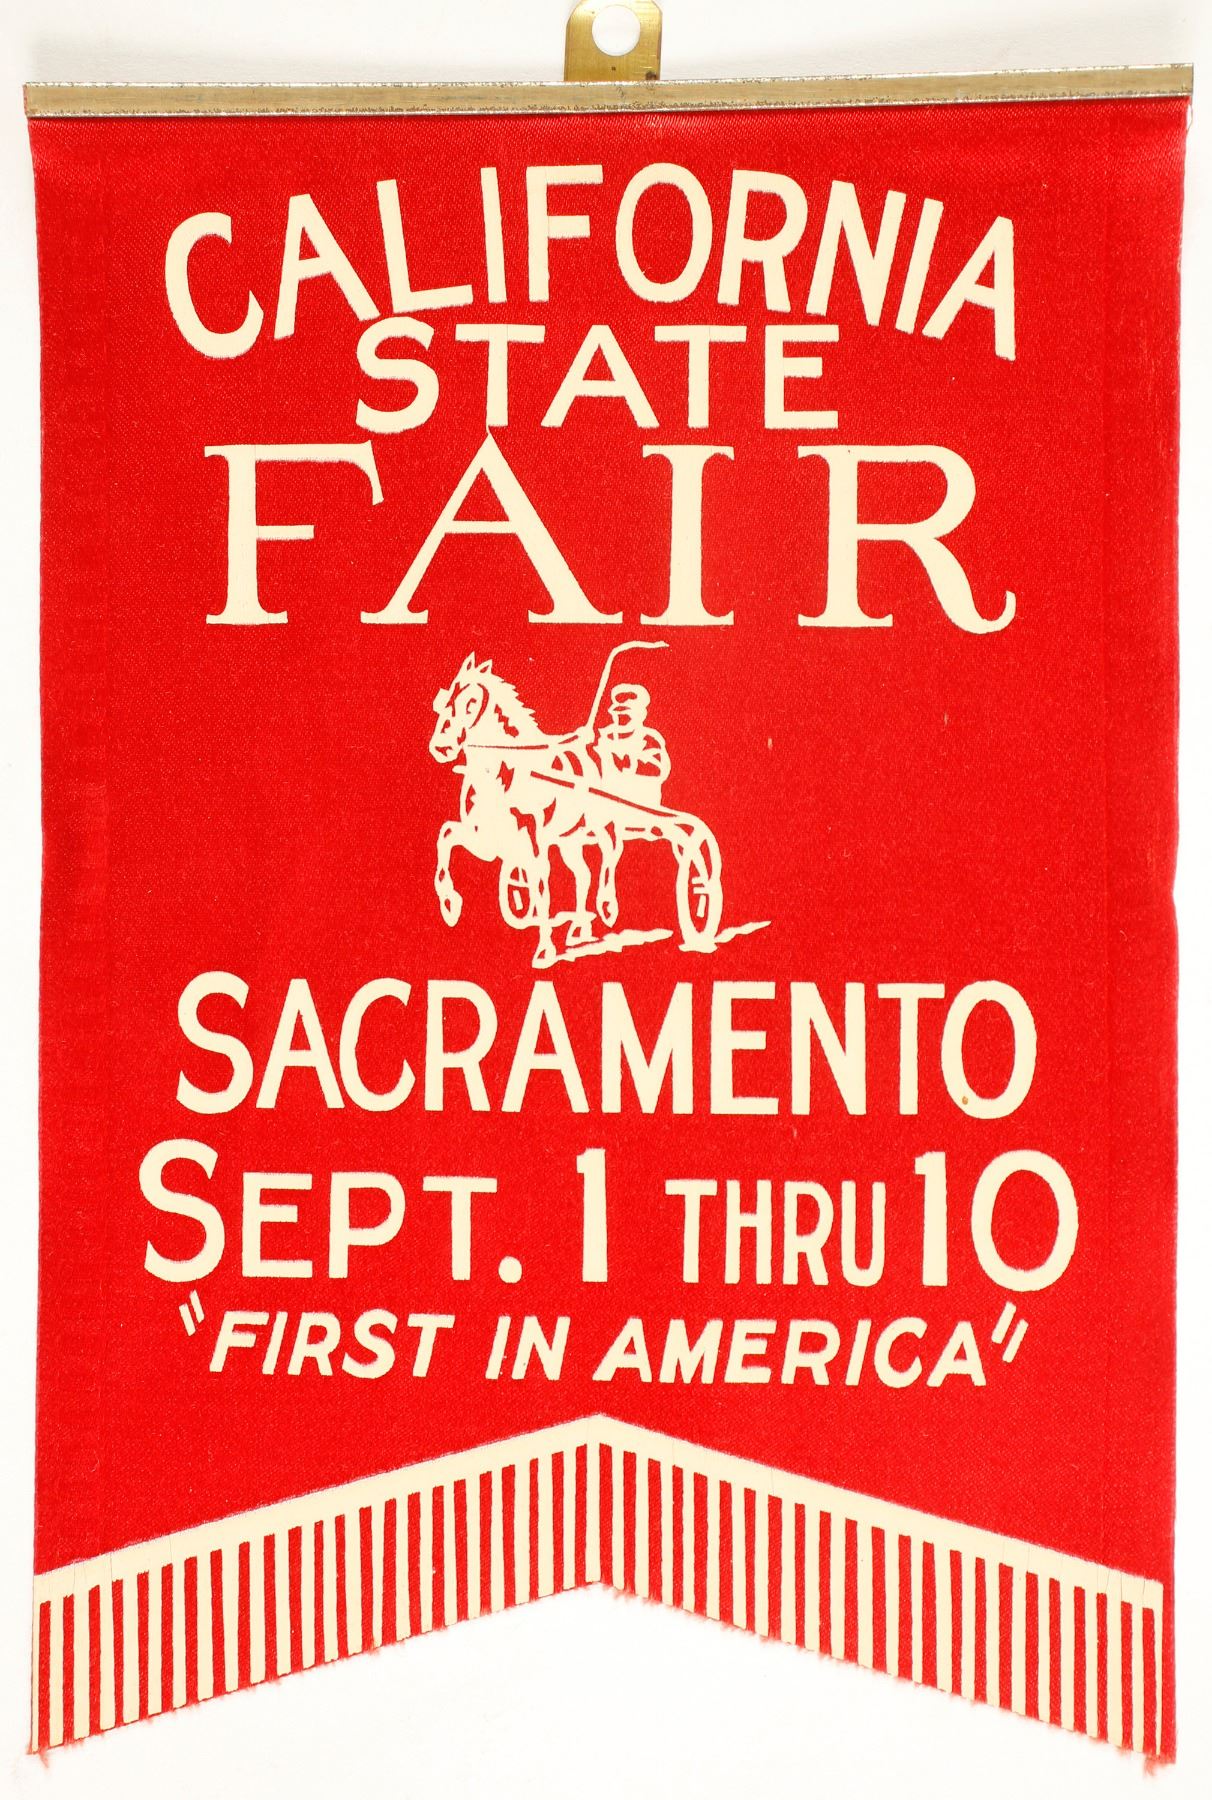 CALIFORNIA
STATE
FAIR
SACRAMENTO
SEPT. 1 THRU 10
"FIRST IN AMERICA"